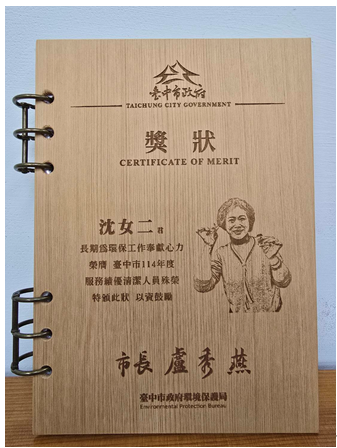 臺中市政府
TAICHUNG CITY GOVERNMENT
獎狀
CERTIFICATE OF MERIT
沈女二君
長期為環保工作奉獻心力
榮膺 臺中市114年度
服務績優清潔人員殊榮
特頒此狀 以資鼓勵
市長 盧秀燕
臺中市政府環境保護局
Environmental Protection Bureau